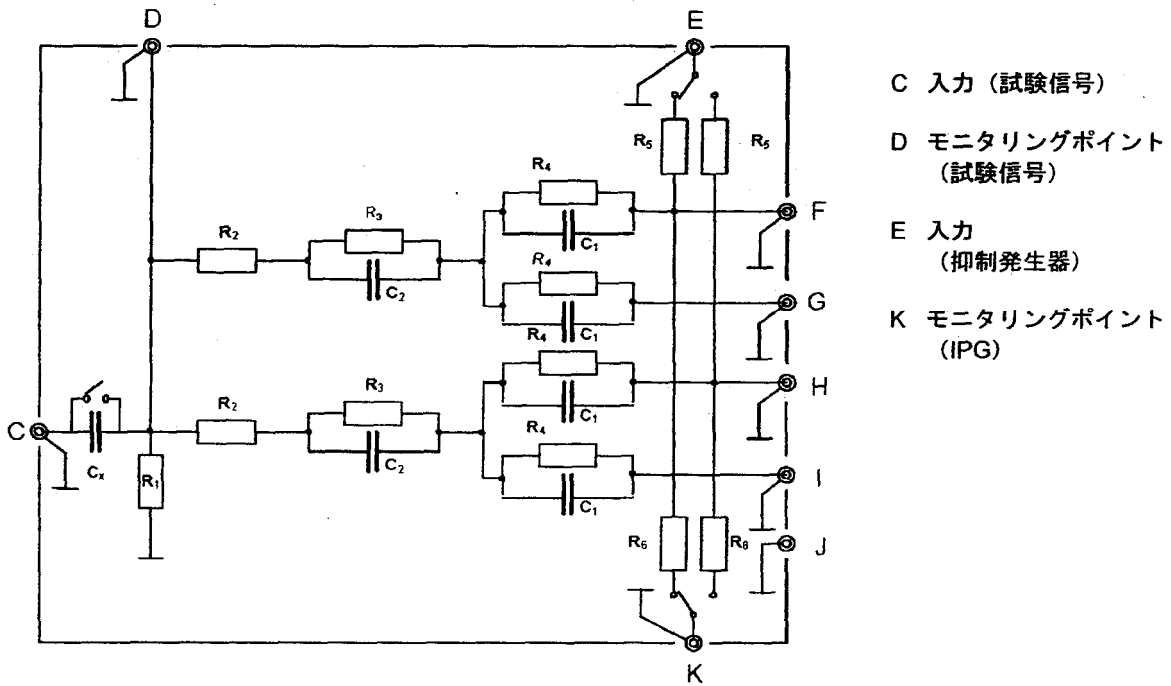 D
E
C 入力（試験信号）
D モニタリングポイント
（試験信号）
E 入力
（抑制発生器）
K モニタリングポイント
（IPG）
R5
R5
R4
F
R3
C1
R2
C2
R4
G
R4
C1
R3
H
R2
C1
C
R4
C2
Cx
R1
I
C1
R6
R6
J
K